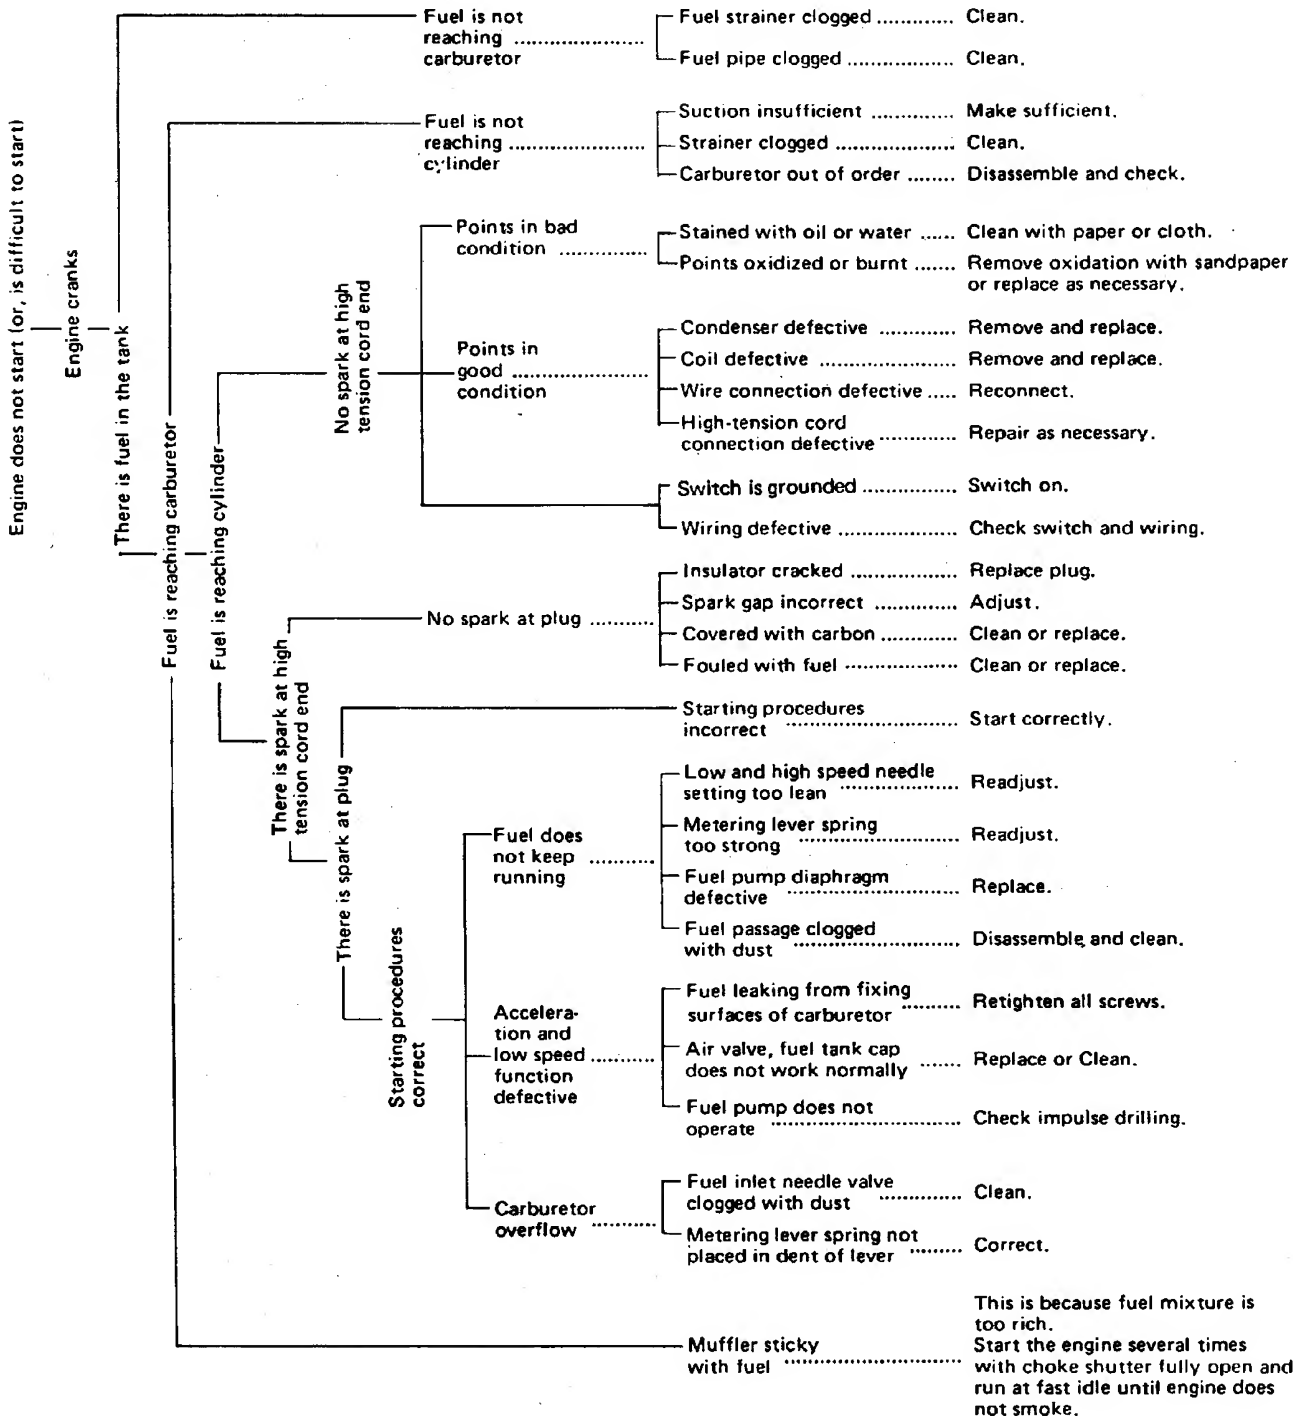 Engine does not start (or, is difficult to start)
Engine cranks
There is fuel in the tank
Fuel is not
reaching
carburetor
Fuel strainer clogged ............. Clean.
Fuel pipe clogged .................. Clean.
Fuel is reaching carburetor
Fuel is not
reaching
cylinder
Suction insufficient .............. Make sufficient.
Strainer clogged .................... Clean.
Carburetor out of order ........ Disassemble and check.
Fuel is reaching cylinder
No spark at high
tension cord end
Points in bad
condition
Stained with oil or water ...... Clean with paper or cloth.
Points oxidized or burnt ....... Remove oxidation with sandpaper
or replace as necessary.
Points in
good
condition
Condenser defective .............. Remove and replace.
Coil defective ....................... Remove and replace.
Wire connection defective ..... Reconnect.
High-tension cord
connection defective ............. Repair as necessary.
Switch is grounded ................ Switch on.
Wiring defective .................... Check switch and wiring.
There is spark at high
tension cord end
No spark at plug
Insulator cracked ................... Replace plug.
Spark gap incorrect .............. Adjust.
Covered with carbon ............. Clean or replace.
Fouled with fuel ................... Clean or replace.
There is spark at plug
Starting procedures
incorrect ............................. Start correctly.
Starting procedures
correct
Fuel does
not keep
running
Low and high speed needle
setting too lean .................... Readjust.
Metering lever spring
too strong .......................... Readjust.
Fuel pump diaphragm
defective ............................ Replace.
Fuel passage clogged
with dust .......................... Disassemble and clean.
Accelera-
tion and
low speed
function
defective
Fuel leaking from fixing
surfaces of carburetor ......... Retighten all screws.
Air valve, fuel tank cap
does not work normally ...... Replace or Clean.
Fuel pump does not
operate ............................... Check impulse drilling.
Carburetor
overflow
Fuel inlet needle valve
clogged with dust .............. Clean.
Metering lever spring not
placed in dent of lever ........ Correct.
Muffler sticky
with fuel
This is because fuel mixture is
too rich.
Start the engine several times
with choke shutter fully open and
run at fast idle until engine does
not smoke.